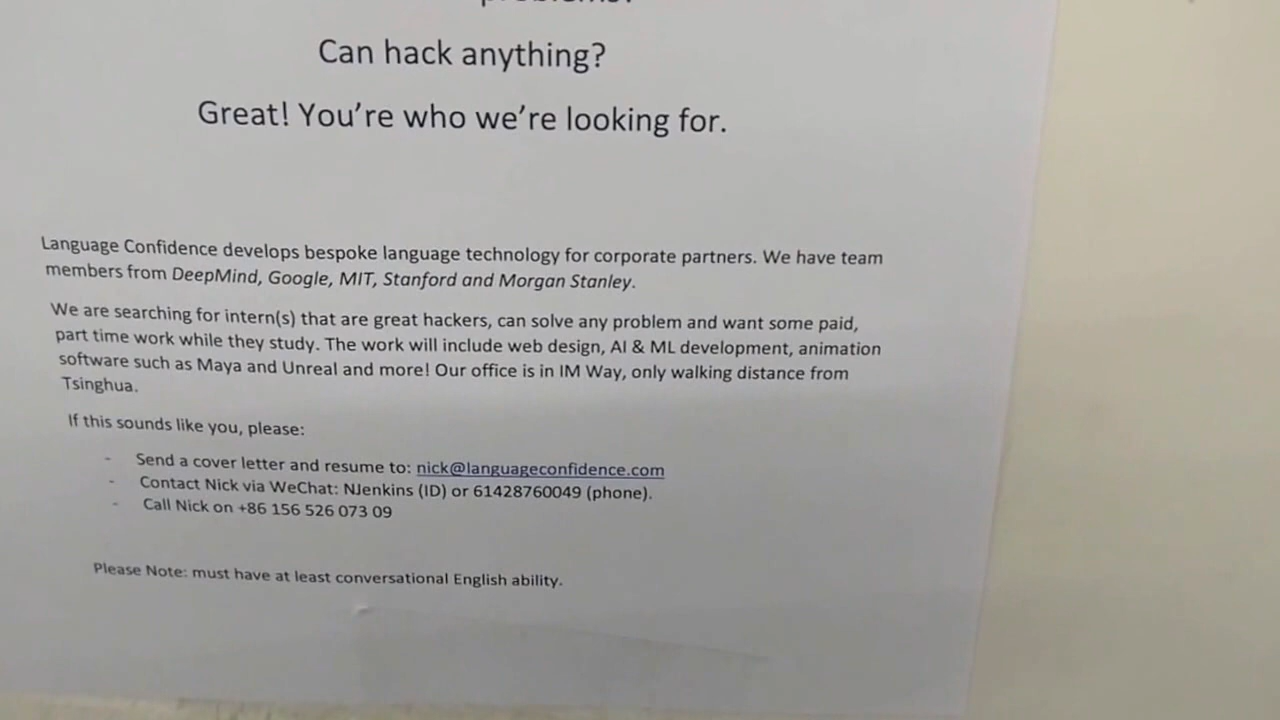 problems?
Can hack anything?
Great! You're who we're looking for.
Language Confidence develops bespoke language technology for corporate partners. We have team
members from DeepMind, Google, MIT, Stanford and Morgan Stanley.
We are searching for intern(s) that are great hackers, can solve any problem and want some paid,
part time work while they study. The work will include web design, AI & ML development, animation
software such as Maya and Unreal and more! Our office is in IM Way, only walking distance from
Tsinghua.
If this sounds like you, please:
- Send a cover letter and resume to: nick@languageconfidence.com
- Contact Nick via WeChat: NJenkins (ID) or 61428760049 (phone).
- Call Nick on +86 156 526 073 09
Please Note: must have at least conversational English ability.